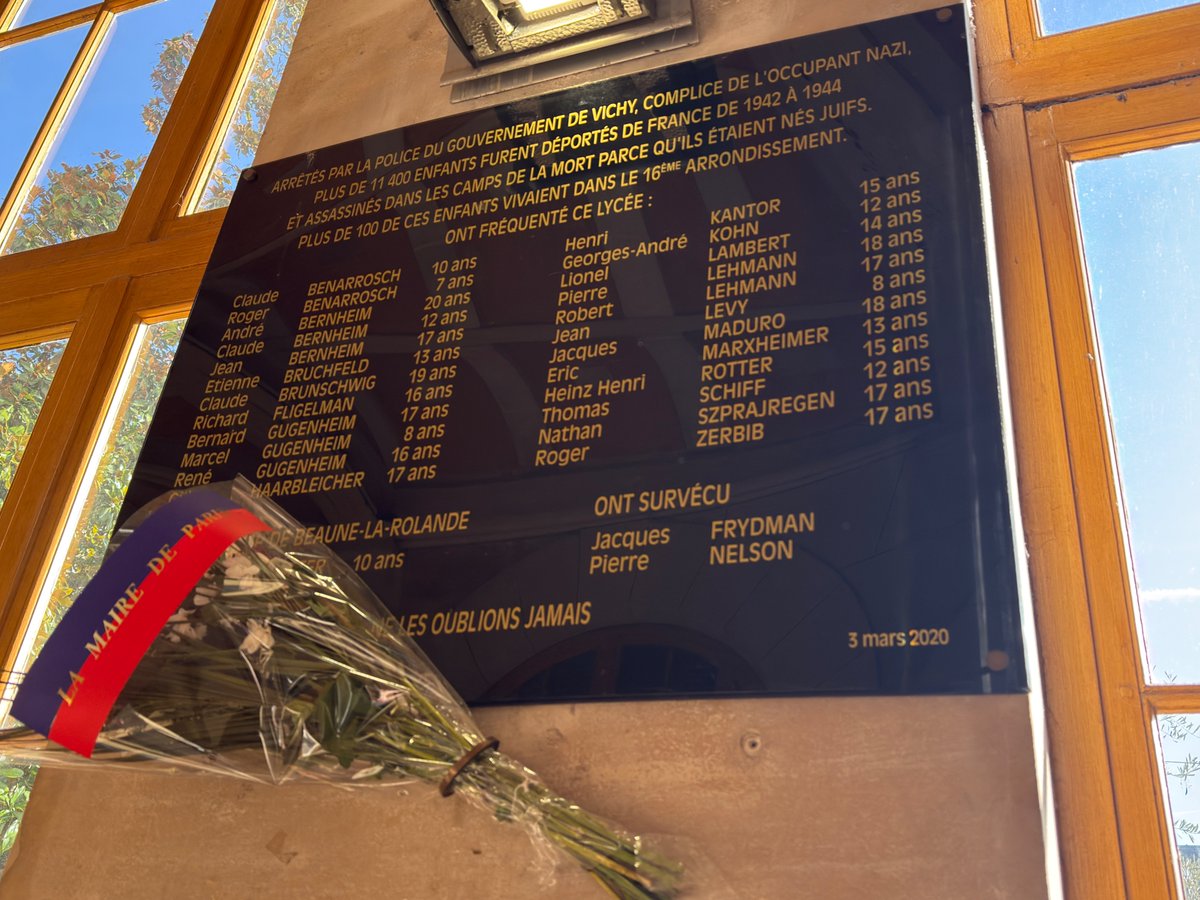 ARRÊTÉS PAR LA POLICE DU GOUVERNEMENT DE VICHY, COMPLICE DE L'OCCUPANT NAZI,
PLUS DE 11 400 ENFANTS FURENT DÉPORTÉS DE FRANCE DE 1942 À 1944
ET ASSASSINÉS DANS LES CAMPS DE LA MORT PARCE QU'ILS ÉTAIENT NÉS JUIFS.
PLUS DE 100 DE CES ENFANTS VIVAIENT DANS LE 16ÈME ARRONDISSEMENT.
ONT FRÉQUENTÉ CE LYCÉE :
Claude BENARROSCH 10 ans
Roger BENARROSCH 7 ans
André BERNHEIM 20 ans
Claude BERNHEIM 12 ans
Jean BERNHEIM 17 ans
Etienne BRUCHFELD 13 ans
Claude BRUNSCHWIG 19 ans
Richard FLIGELMAN 16 ans
Bernard GUGENHEIM 17 ans
Marcel GUGENHEIM 8 ans
René GUGENHEIM 16 ans
HAARBLEICHER 17 ans
Henri KANTOR 15 ans
Georges-André KOHN 12 ans
Lionel LAMBERT 14 ans
Pierre LEHMANN 18 ans
Robert LEHMANN 17 ans
Jean LEVY 8 ans
Jacques MADURO 18 ans
Eric MARXHEIMER 13 ans
Heinz Henri ROTTER 15 ans
Thomas SCHIFF 12 ans
Nathan SZPRAJREGEN 17 ans
Roger ZERBIB 17 ans
DE BEAUNE-LA-ROLANDE
10 ans
ONT SURVÉCU
Jacques FRYDMAN
Pierre NELSON
LES OUBLIONS JAMAIS
3 mars 2020
LA MAIRE DE PARI